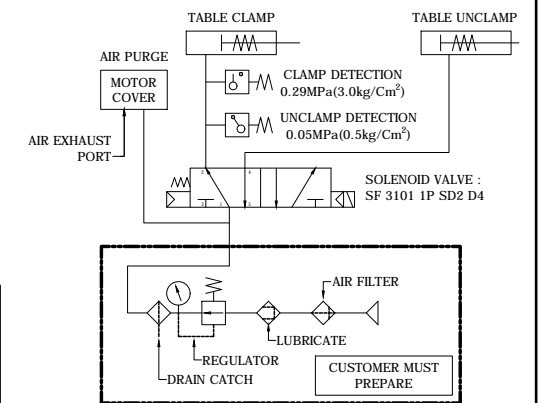 TABLE CLAMP
TABLE UNCLAMP
AIR PURGE
MOTOR
COVER
CLAMP DETECTION
0.29MPa(3.0kg/Cm²)
UNCLAMP DETECTION
0.05MPa(0.5kg/Cm²)
AIR EXHAUST
PORT
SOLENOID VALVE :
SF 3101 1P SD2 D4
AIR FILTER
LUBRICATE
REGULATOR
DRAIN CATCH
CUSTOMER MUST
PREPARE